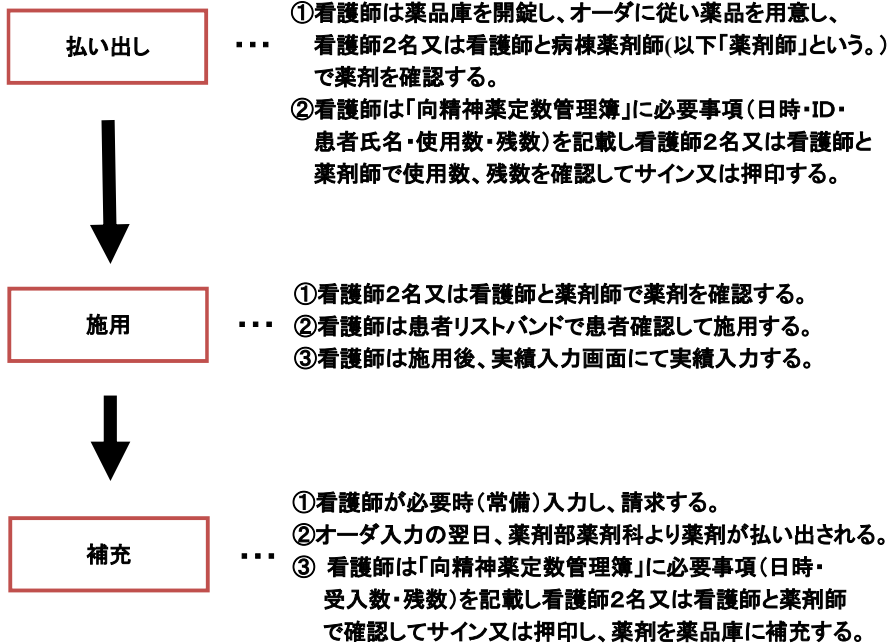 払い出し
・・・
①看護師は薬品庫を開錠し、オーダに従い薬品を用意し、
看護師２名又は看護師と病棟薬剤師(以下「薬剤師」という。）
で薬剤を確認する。
②看護師は「向精神薬定数管理簿」に必要事項（日時・ＩＤ・
患者氏名・使用数・残数）を記載し看護師２名又は看護師と
薬剤師で使用数、残数を確認してサイン又は押印する。
施用
・・・
①看護師２名又は看護師と薬剤師で薬剤を確認する。
②看護師は患者リストバンドで患者確認して施用する。
③看護師は施用後、実績入力画面にて実績入力する。
補充
・・・
①看護師が必要時（常備）入力し、請求する。
②オーダ入力の翌日、薬剤部薬剤科より薬剤が払い出される。
③ 看護師は「向精神薬定数管理簿」に必要事項（日時・
受入数・残数）を記載し看護師２名又は看護師と薬剤師
で確認してサイン又は押印し、薬剤を薬品庫に補充する。